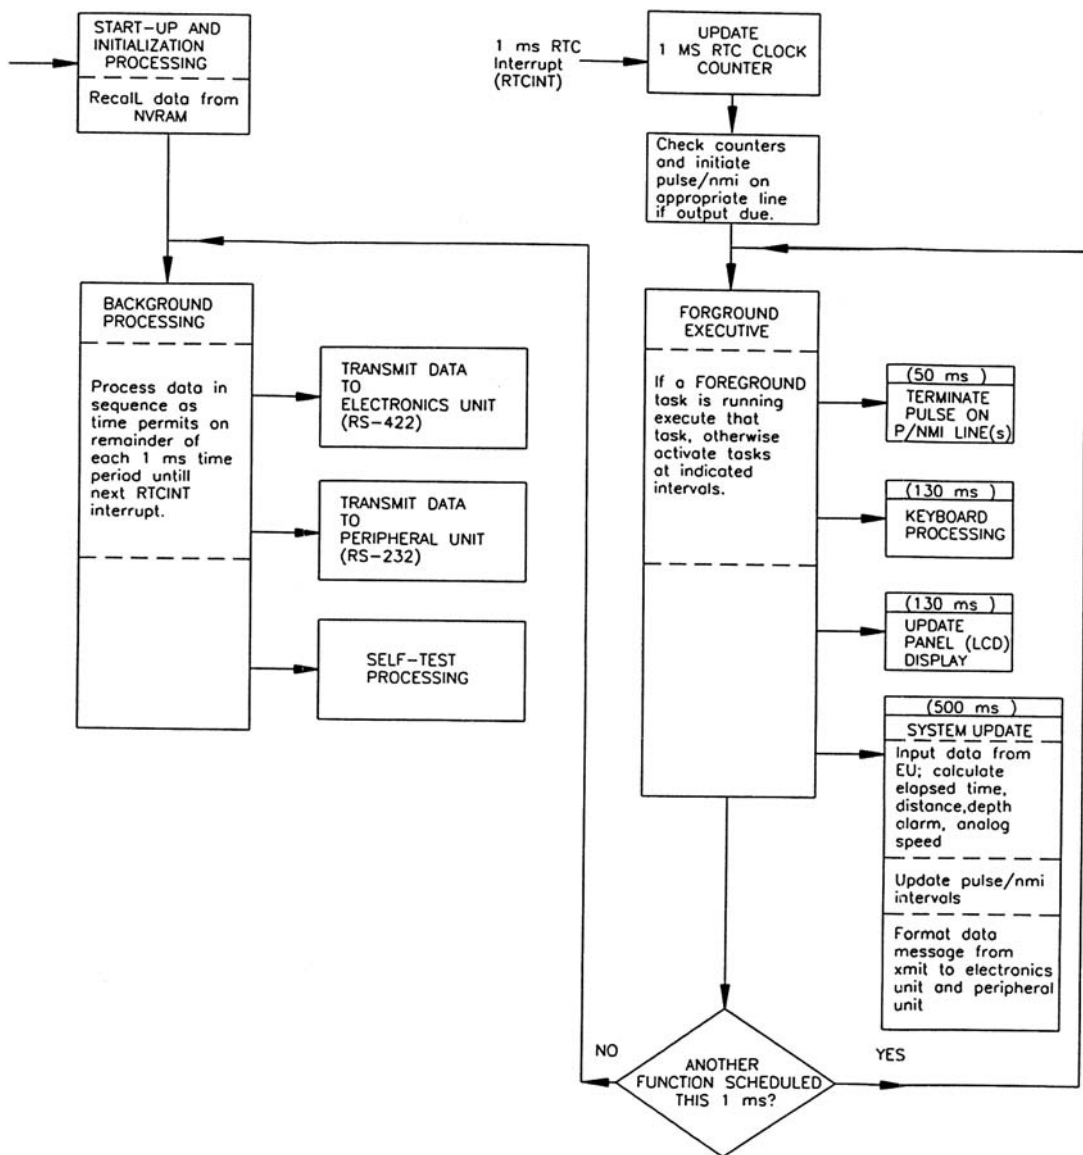 START-UP AND
INITIALIZATION
PROCESSING
RecalL data from
NVRAM
1 ms RTC
Interrupt
(RTCINT)
UPDATE
1 MS RTC CLOCK
COUNTER
Check counters
and initiate
pulse/nmi on
appropriate line
if output due.
BACKGROUND
PROCESSING
Process data in
sequence as
time permits on
remainder of
each 1 ms time
period untill
next RTCINT
interrupt.
TRANSMIT DATA
TO
ELECTRONICS UNIT
(RS-422)
TRANSMIT DATA
TO
PERIPHERAL UNIT
(RS-232)
SELF-TEST
PROCESSING
FORGROUND
EXECUTIVE
If a FOREGROUND
task is running
execute that
task, otherwise
activate tasks
at indicated
intervals.
(50 ms )
TERMINATE
PULSE ON
P/NMI LINE(s)
(130 ms )
KEYBOARD
PROCESSING
(130 ms )
UPDATE
PANEL (LCD)
DISPLAY
(500 ms )
SYSTEM UPDATE
Input data from
EU; calculate
elapsed time,
distance,depth
alarm, analog
speed
Update pulse/nmi
intervals
Format data
message from
xmit to electronics
unit and peripheral
unit
NO
ANOTHER
FUNCTION SCHEDULED
THIS 1 ms?
YES